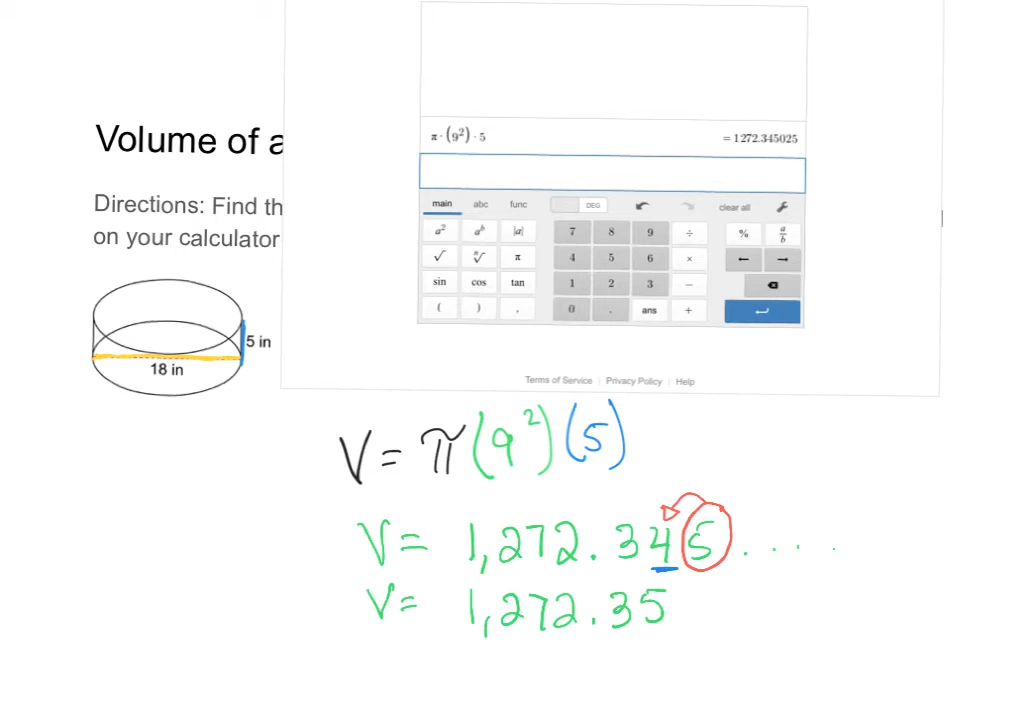 π · (9²) · 5 = 1272.345025
Volume of a
main abc func DEG clear all
a² aᵇ |a| 7 8 9 ÷ % a/b
√ ⁿ√ π 4 5 6 × ← →
sin cos tan 1 2 3 −
( ) , 0 . ans +
Directions: Find th
on your calculator
5 in
18 in
Terms of Service | Privacy Policy | Help
V = π (9²) (5)
V = 1,272.345 . . . .
V = 1,272.35